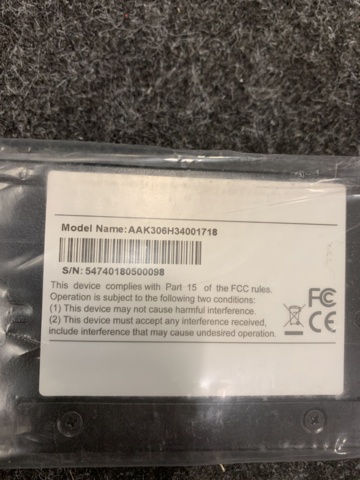 Model Name: AAK306H34001718
S/N: 54740180500098
This device complies with Part 15 of the FCC rules.
Operation is subject to the following two conditions:
(1) This device may not cause harmful interference.
(2) This device must accept any interference received,
include interference that may cause undesired operation.
FC
CE